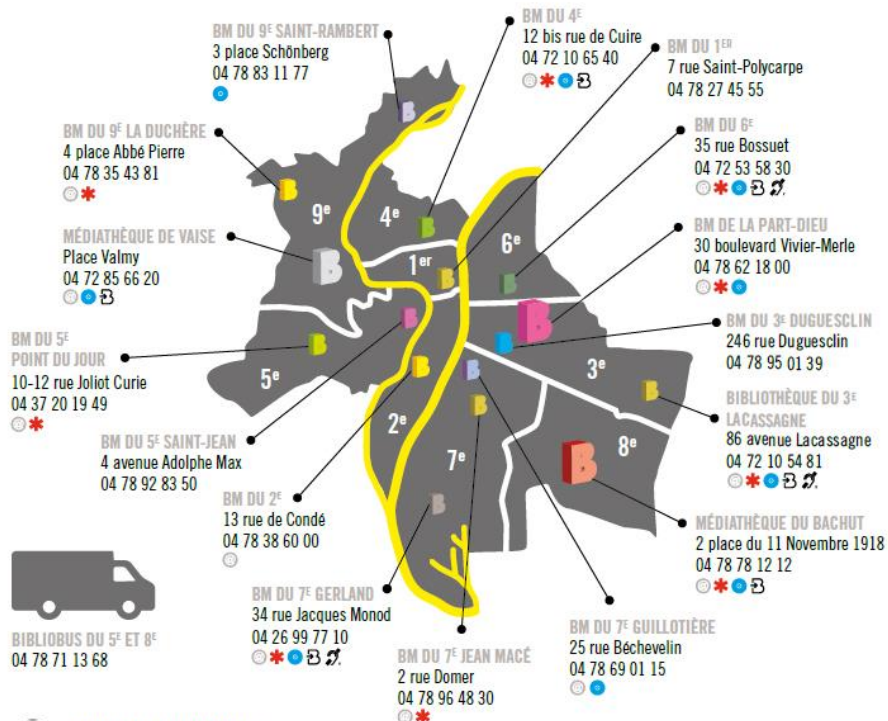 BM DU 9E SAINT-RAMBERT
3 place Schönberg
04 78 83 11 77
BM DU 4E
12 bis rue de Cuire
04 72 10 65 40
BM DU 1ER
7 rue Saint-Polycarpe
04 78 27 45 55
BM DU 9E LA DUCHÈRE
4 place Abbé Pierre
04 78 35 43 81
BM DU 6E
35 rue Bossuet
04 72 53 58 30
MÉDIATHÈQUE DE VAISE
Place Valmy
04 72 85 66 20
BM DE LA PART-DIEU
30 boulevard Vivier-Merle
04 78 62 18 00
BM DU 5E
POINT DU JOUR
10-12 rue Joliot Curie
04 37 20 19 49
BM DU 3E DUGUESCLIN
246 rue Duguesclin
04 78 95 01 39
BIBLIOTHÈQUE DU 3E
LACASSAGNE
86 avenue Lacassagne
04 72 10 54 81
BM DU 5E SAINT-JEAN
4 avenue Adolphe Max
04 78 92 83 50
BM DU 2E
13 rue de Condé
04 78 38 60 00
MÉDIATHÈQUE DU BACHUT
2 place du 11 Novembre 1918
04 78 78 12 12
BM DU 7E GERLAND
34 rue Jacques Monod
04 26 99 77 10
BM DU 7E JEAN MACÉ
2 rue Domer
04 78 96 48 30
BM DU 7E GUILLOTIÈRE
25 rue Béchevelin
04 78 69 01 15
BIBLIOBUS DU 5E ET 8E
04 78 71 13 68
9e
4e
1er
6e
5e
2e
3e
7e
8e